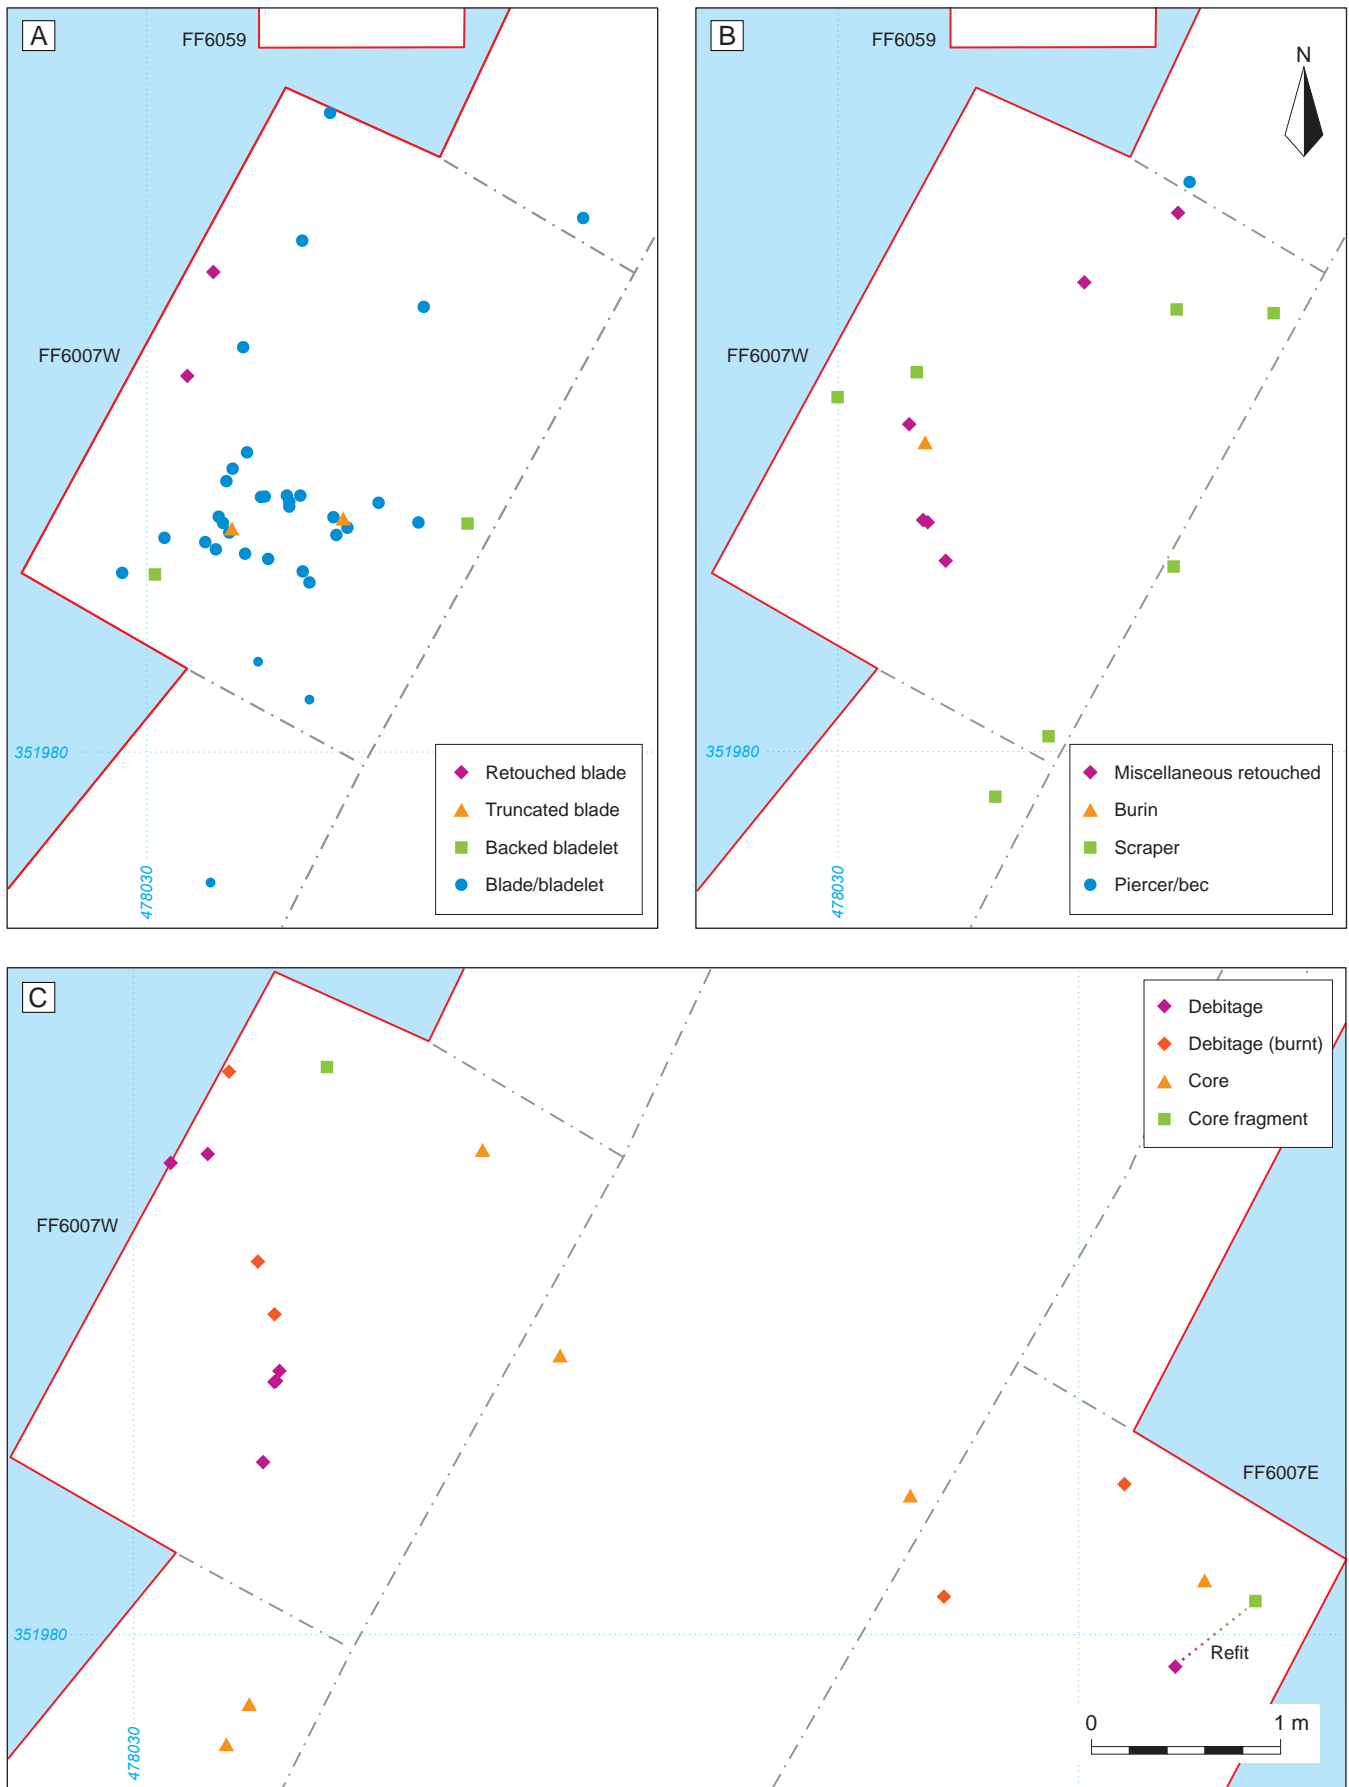 A
FF6059
FF6007W
351980
478030
Retouched blade
Truncated blade
Backed bladelet
Blade/bladelet
B
FF6059
N
FF6007W
351980
478030
Miscellaneous retouched
Burin
Scraper
Piercer/bec
C
Debitage
Debitage (burnt)
Core
Core fragment
FF6007W
FF6007E
351980
Refit
478030
0 1 m